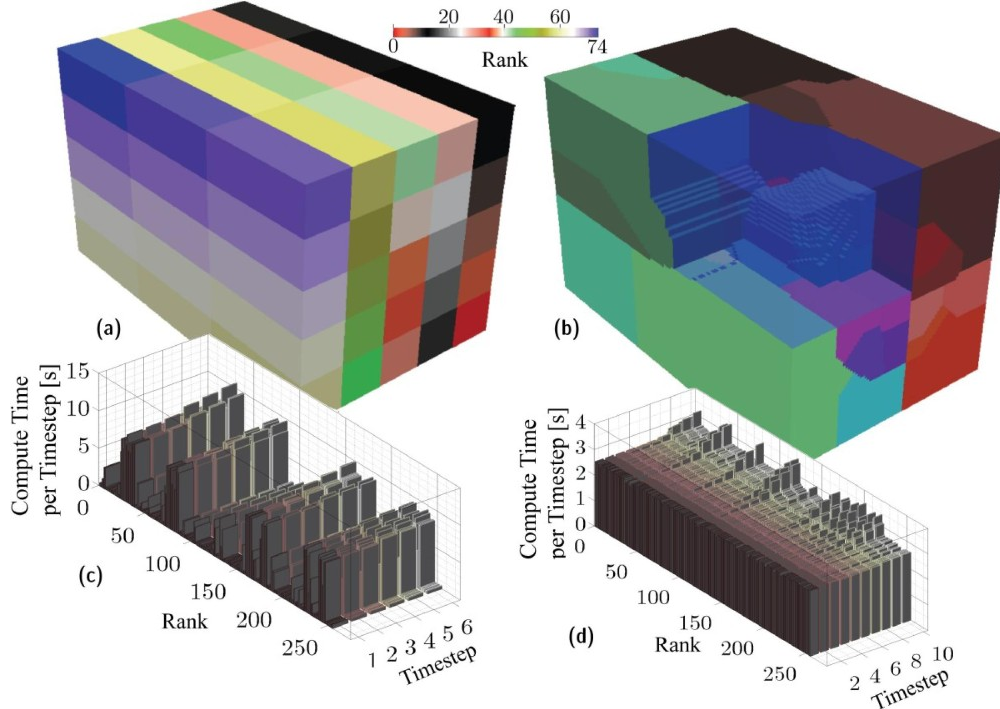 20 40 60
0 74
Rank
(a)
(b)
15
10
5
0
Compute Time
per Timestep [s]
0
50
100
150
200
250
Rank
(c)
1 2 3 4 5 6
Timestep
4
3
2
1
0
Compute Time
per Timestep [s]
0
50
100
150
200
250
Rank
(d)
2 4 6 8 10
Timestep